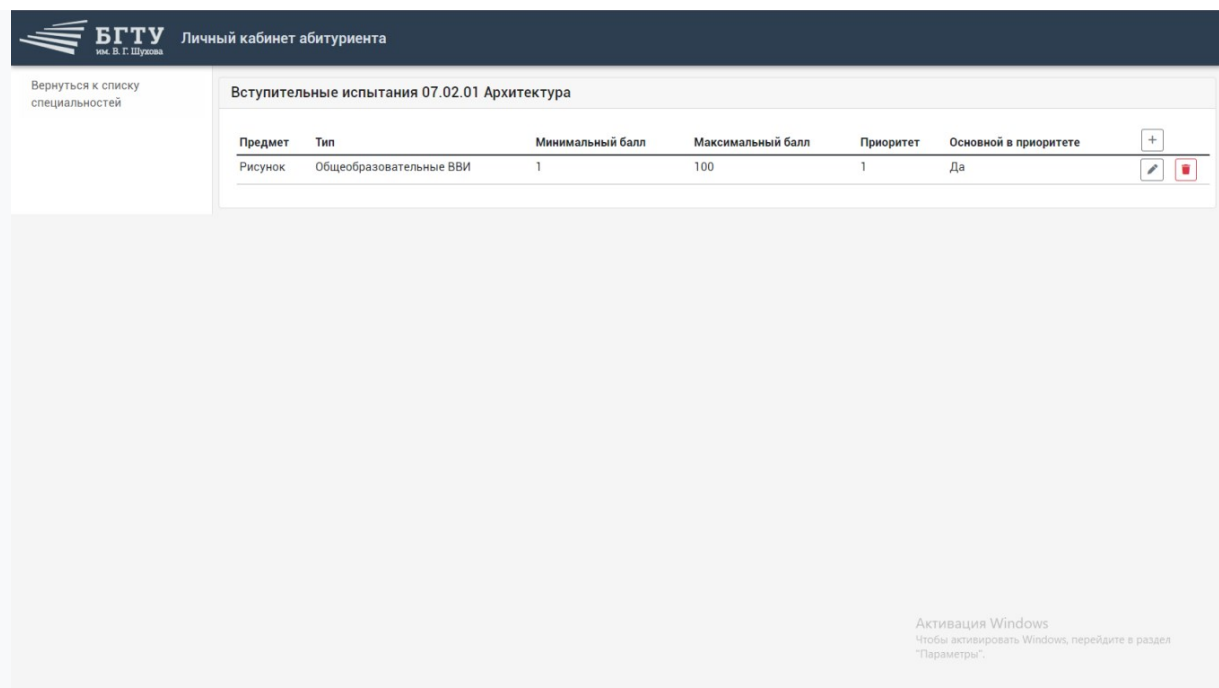 БГТУ
им. В. Г. Шухова
Личный кабинет абитуриента
Вернуться к списку
специальностей
Вступительные испытания 07.02.01 Архитектура
Предмет Тип Минимальный балл Максимальный балл Приоритет Основной в приоритете +
Рисунок Общеобразовательные ВВИ 1 100 1 Да
Активация Windows
Чтобы активировать Windows, перейдите в раздел
"Параметры".